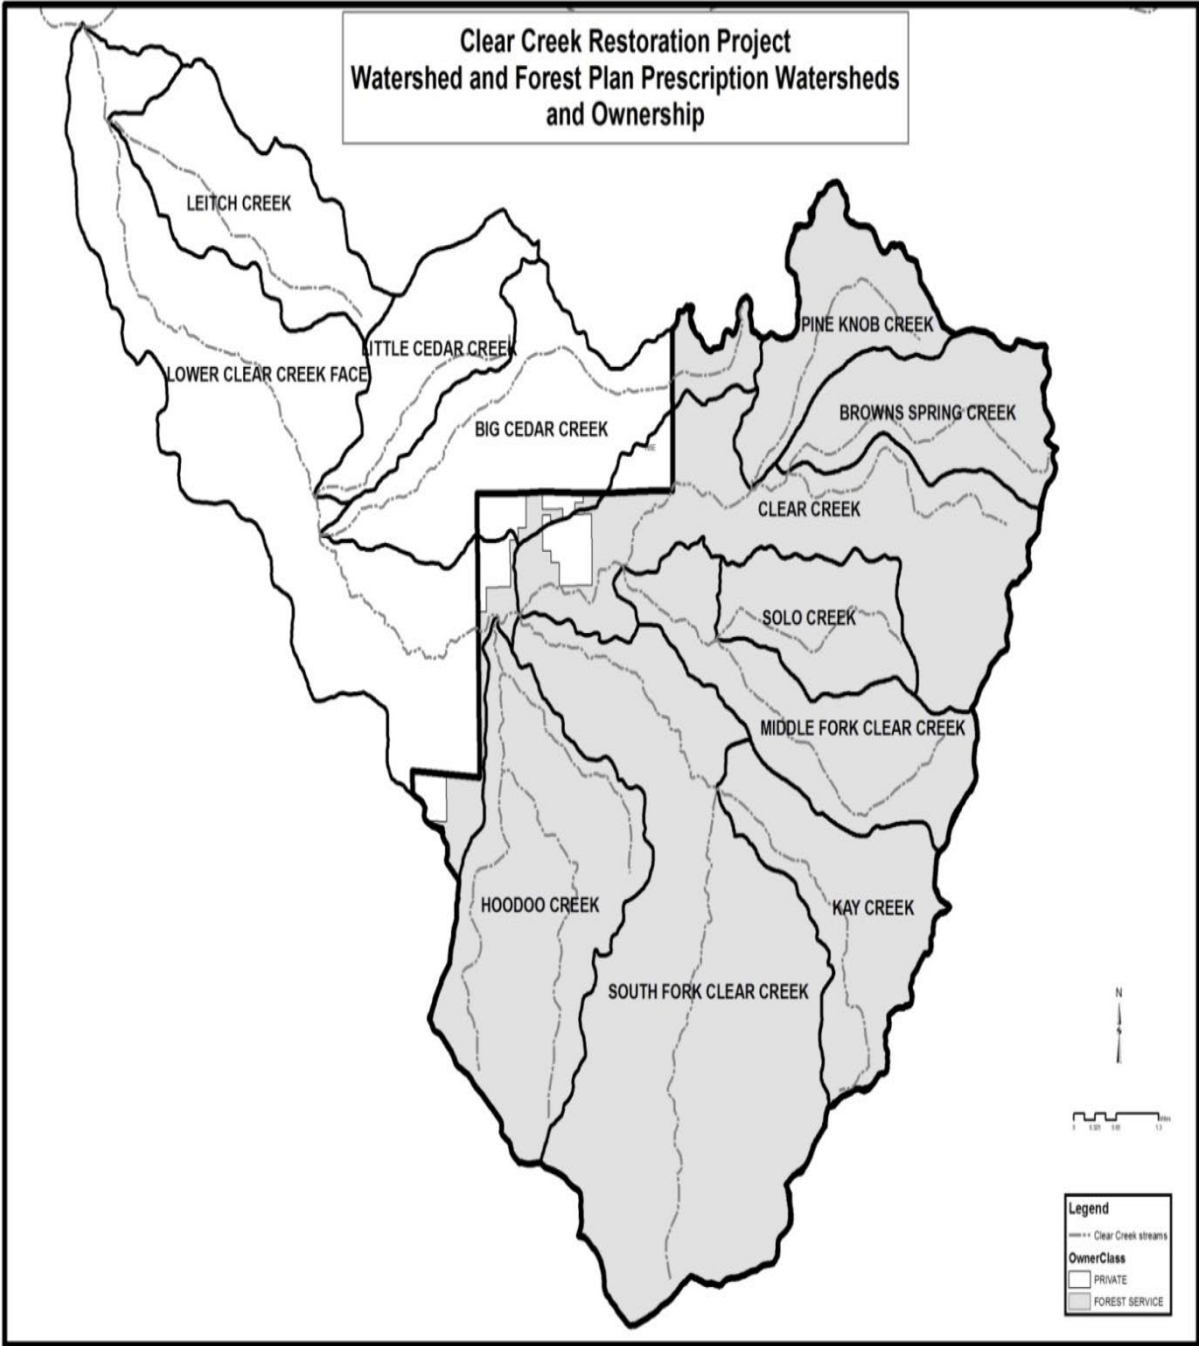 Clear Creek Restoration Project
Watershed and Forest Plan Prescription Watersheds
and Ownership
LEITCH CREEK
PINE KNOB CREEK
LITTLE CEDAR CREEK
LOWER CLEAR CREEK FACE
BROWNS SPRING CREEK
BIG CEDAR CREEK
CLEAR CREEK
SOLO CREEK
MIDDLE FORK CLEAR CREEK
HOODOO CREEK
KAY CREEK
SOUTH FORK CLEAR CREEK
N
S
Legend
Clear Creek streams
OwnerClass
PRIVATE
FOREST SERVICE